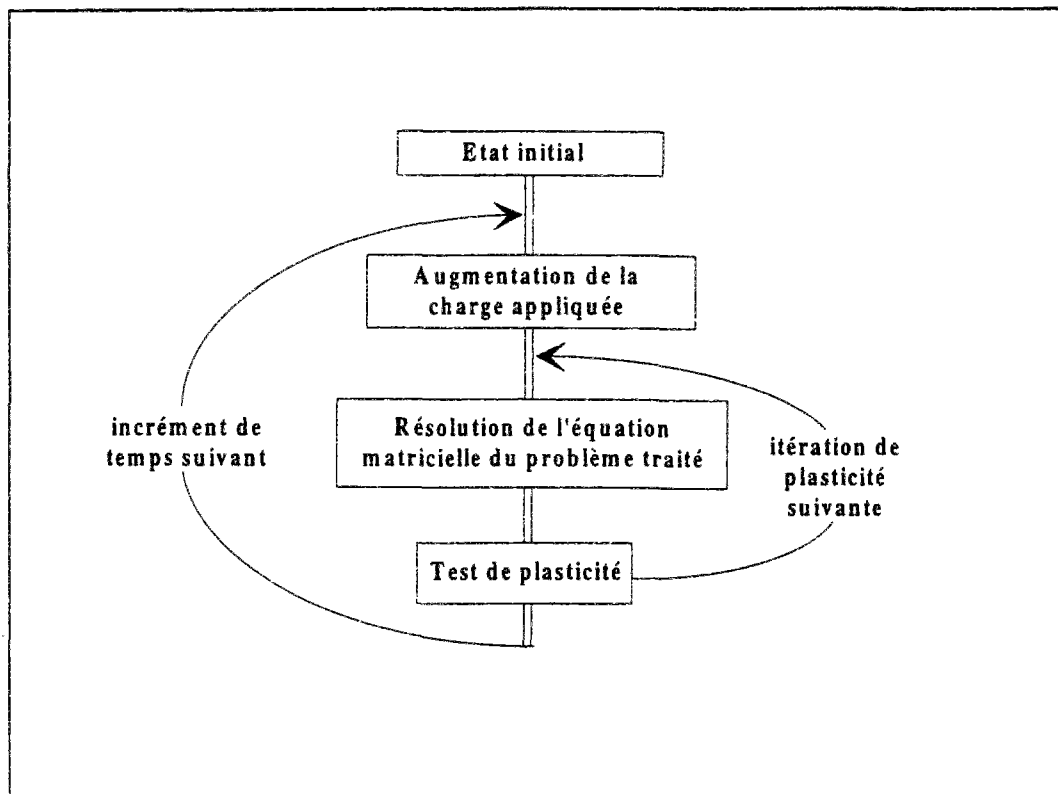 Etat initial
Augmentation de la
charge appliquée
Résolution de l'équation
matricielle du problème traité
incrément de
temps suivant
itération de
plasticité
suivante
Test de plasticité